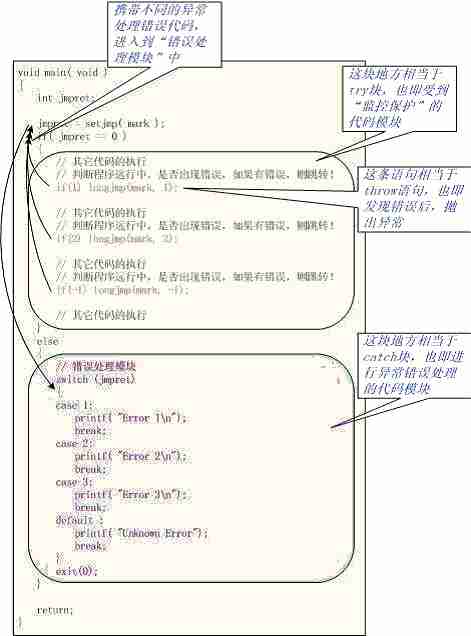 携带不同的异常
处理错误代码,
进入到“错误处
理模块”中
void main( void )
{
int jmpret;
jmpret = setjmp( mark );
if( jmpret == 0 )
{
// 其它代码的执行
// 判断程序远行中, 是否出现错误, 如果有错误, 则跳转!
if(1) longjmp(mark, 1);
// 其它代码的执行
// 判断程序远行中, 是否出现错误, 如果有错误, 则跳转!
if(2) longjmp(mark, 2);
// 其它代码的执行
// 判断程序远行中, 是否出现错误, 如果有错误, 则跳转!
if(-1) longjmp(mark, -1);
// 其它代码的执行
}
else
{
// 错误处理模块
switch (jmpret)
{
case 1:
printf( "Error 1\n");
break;
case 2:
printf( "Error 2\n");
break;
case 3:
printf( "Error 3\n");
break;
default :
printf( "Unknown Error");
break;
}
exit(0);
}
return;
}
这块地方相当于
try块, 也即受到
“监控保护”的
代码模块
这条语句相当于
throw语句, 也即
发现错误后, 抛
出异常
这块地方相当于
catch块, 也即进
行异常错误处理
的代码模块